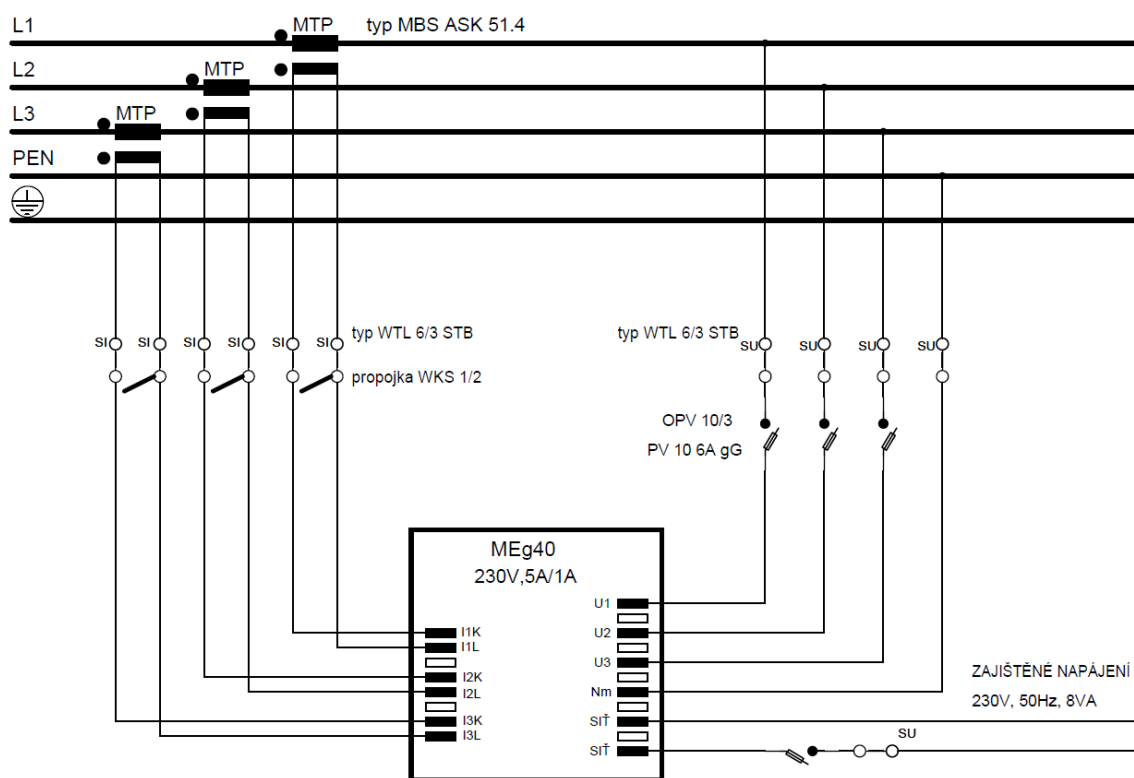 L1
MTP
typ MBS ASK 51.4
L2
MTP
L3
MTP
PEN
SI SI SI SI SI SI
typ WTL 6/3 STB
propojka WKS 1/2
typ WTL 6/3 STB
SU SU SU SU
OPV 10/3
PV 10 6A gG
MEg40
230V,5A/1A
U1
I1K
U2
I1L
U3
I2K
I2L
Nm
I3K
SIŤ
I3L
SIŤ
ZAJIŠTĚNÉ NAPÁJENÍ
230V, 50Hz, 8VA
SU